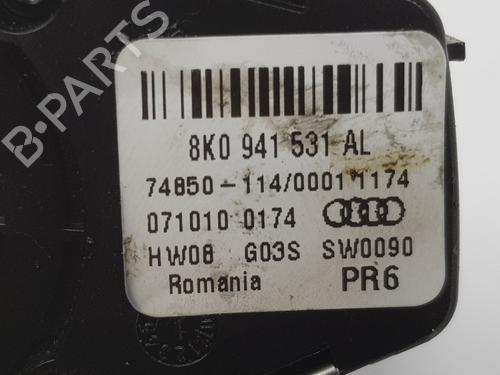 B-PARTS
8K0 941 531 AL
74850-114/0001 1174
071010 0174
HW08 G03S SW0090
Romania PR6